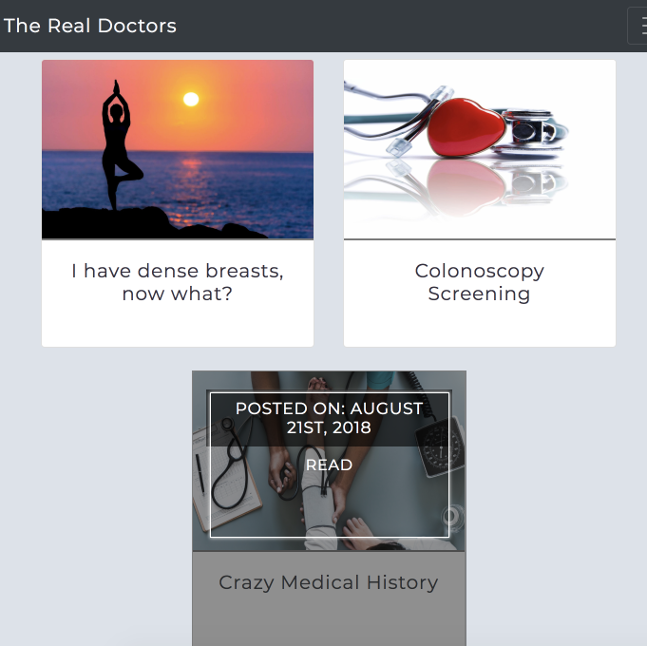 The Real Doctors
I have dense breasts,
now what?
Colonoscopy
Screening
POSTED ON: AUGUST
21ST, 2018
READ
Crazy Medical History